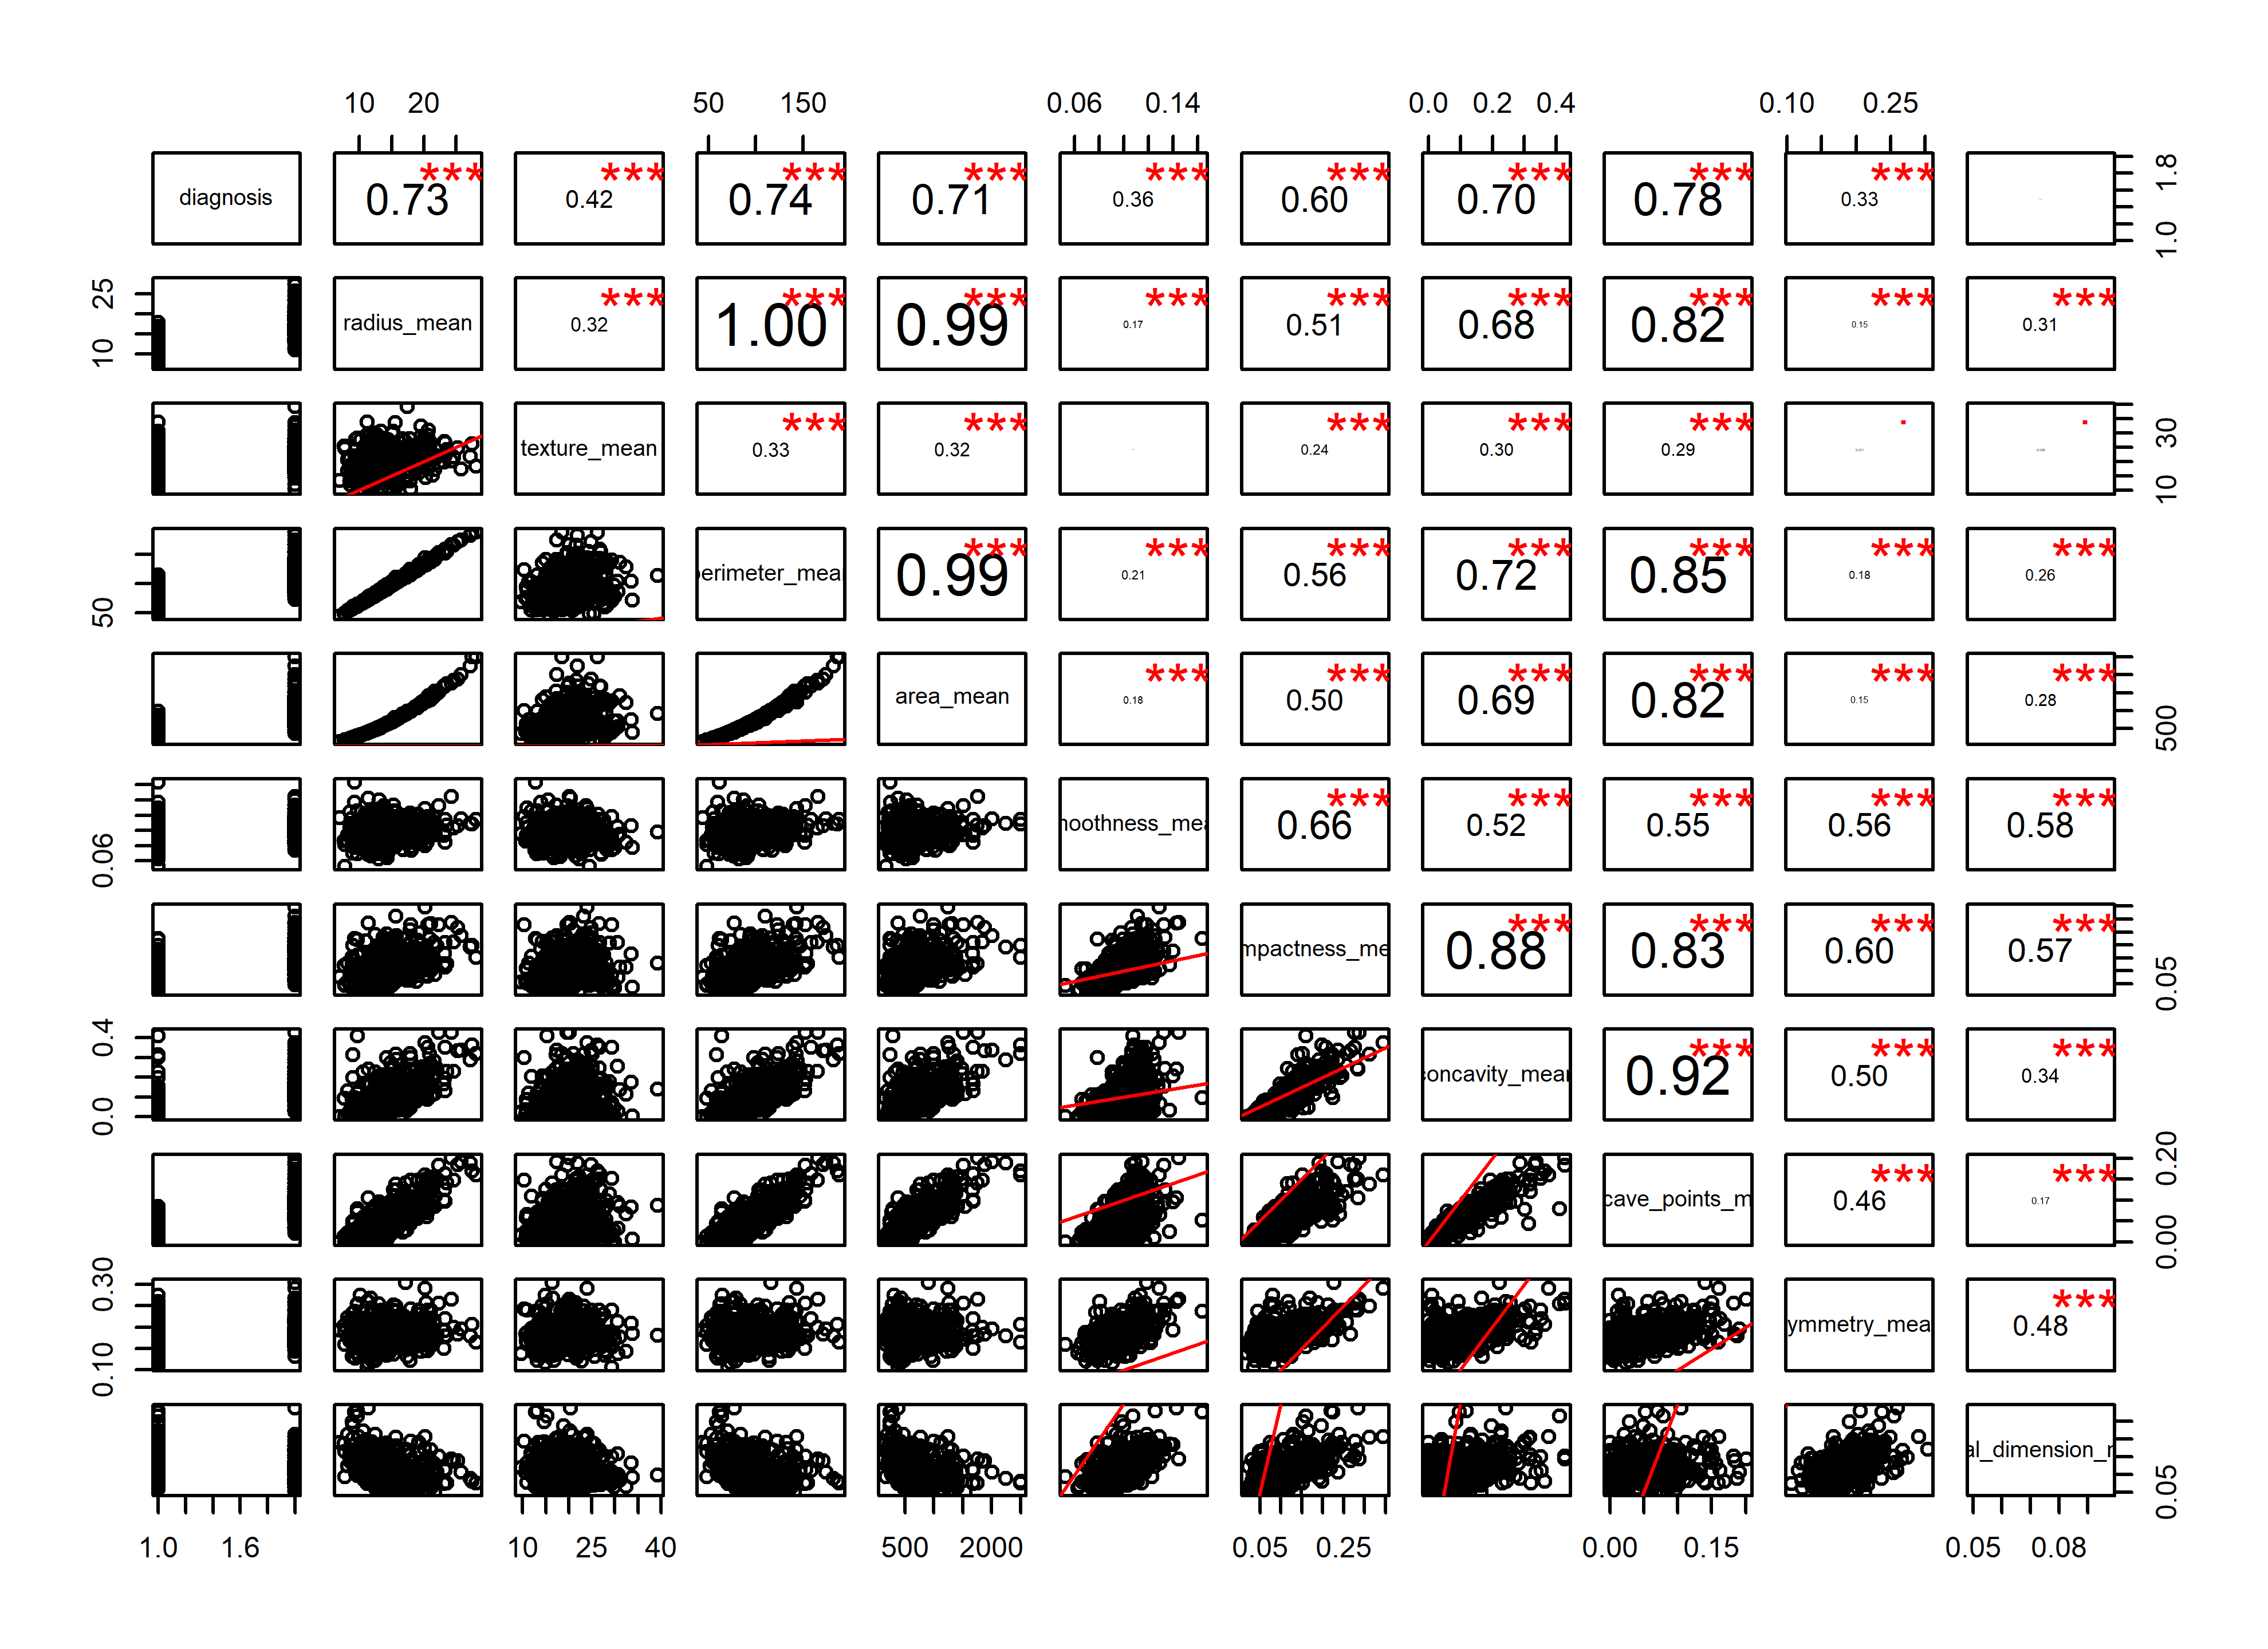 10 20 50 150 0.06 0.14 0.0 0.2 0.4 0.10 0.25
diagnosis 0.73 *** 0.42 *** 0.74 *** 0.71 *** 0.36 *** 0.60 *** 0.70 *** 0.78 *** 0.33 *** 1.0 1.8
10 25 radius_mean 0.32 *** 1.00 *** 0.99 *** 0.17 *** 0.51 *** 0.68 *** 0.82 *** 0.15 *** 0.31 ***
texture_mean 0.33 *** 0.32 *** 0.24 *** 0.30 *** 0.29 *** . . 10 30
50 perimeter_mean 0.99 *** 0.21 *** 0.56 *** 0.72 *** 0.85 *** 0.18 *** 0.26 ***
area_mean 0.18 *** 0.50 *** 0.69 *** 0.82 *** 0.15 *** 0.28 *** 500
0.06 moothness_mea 0.66 *** 0.52 *** 0.55 *** 0.56 *** 0.58 ***
mpactness_me 0.88 *** 0.83 *** 0.60 *** 0.57 *** 0.05
0.0 0.4 concavity_mean 0.92 *** 0.50 *** 0.34 ***
cave_points_m 0.46 *** 0.17 *** 0.00 0.20
0.10 0.30 ymmetry_mea 0.48 ***
al_dimension_m 0.05
1.0 1.6 10 25 40 500 2000 0.05 0.25 0.00 0.15 0.05 0.08